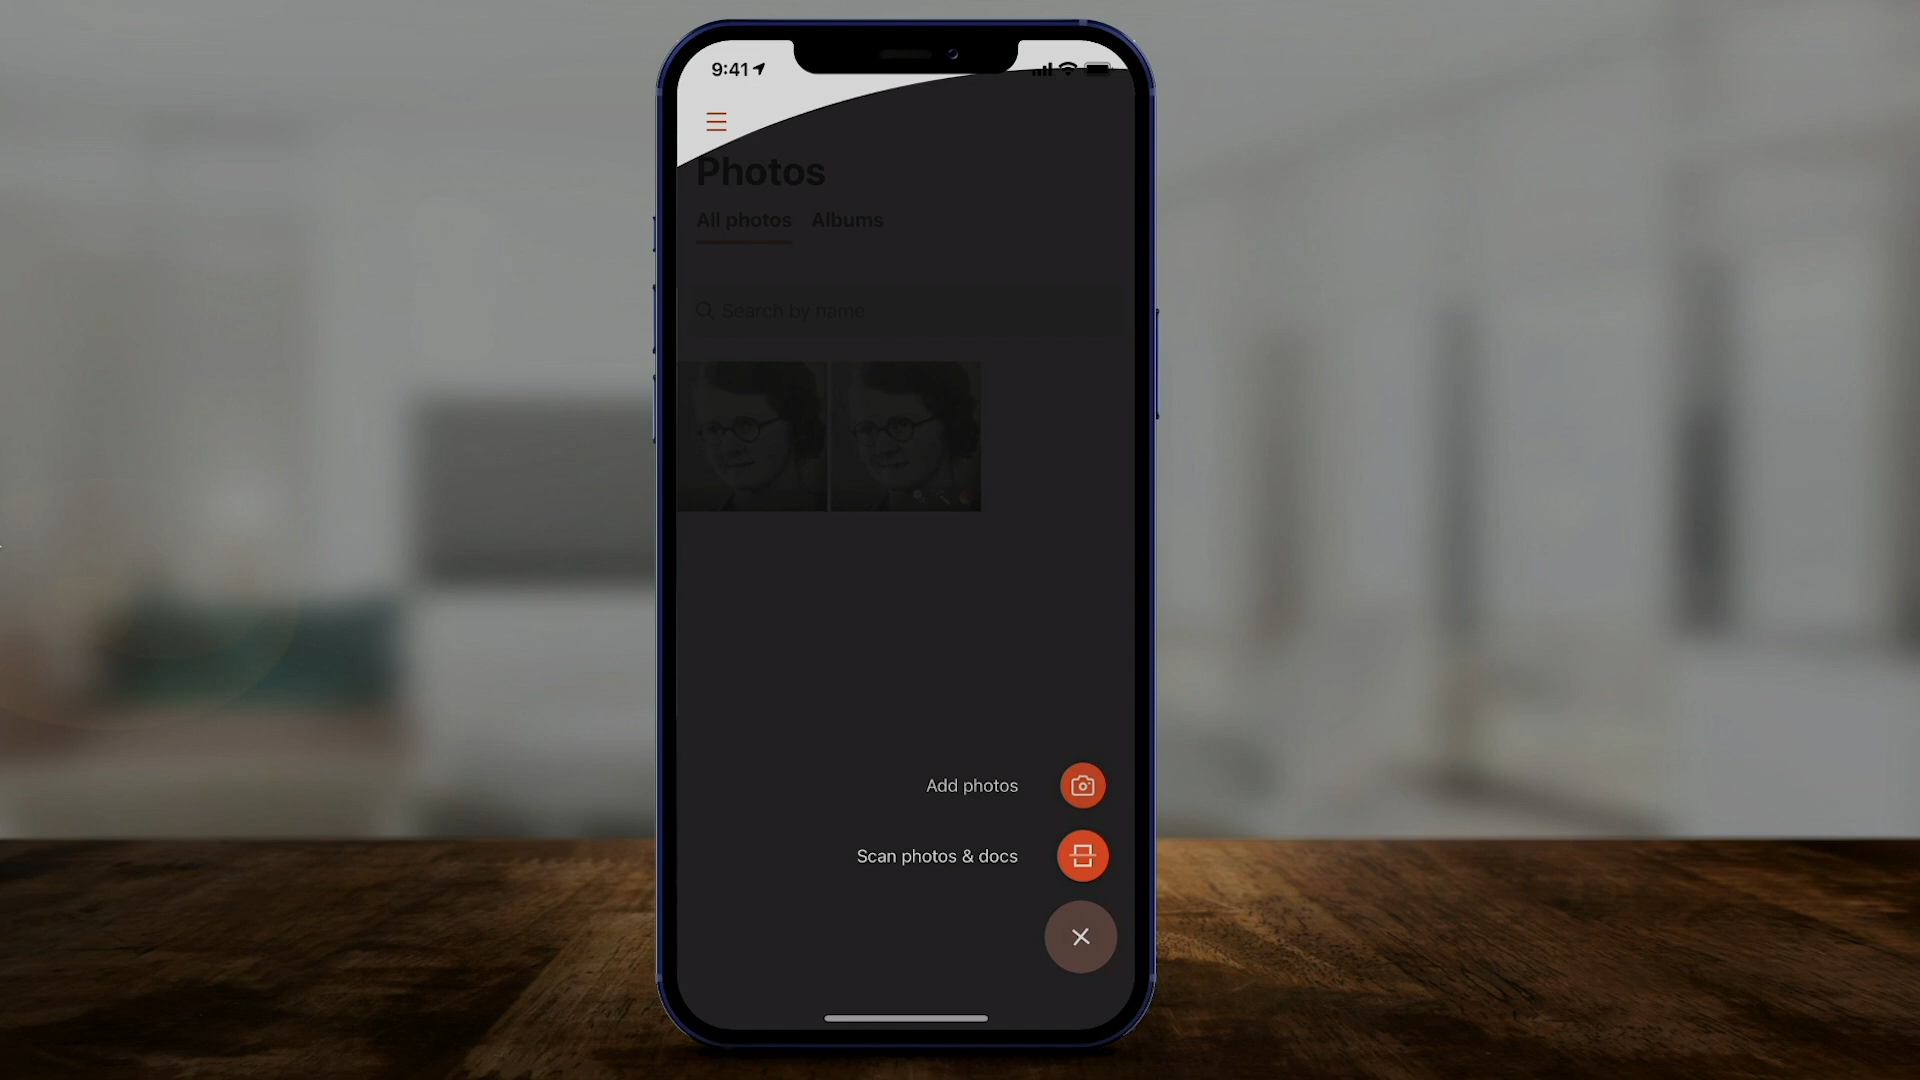 9:41
Photos
All photos Albums
Search by name
Add photos
Scan photos & docs